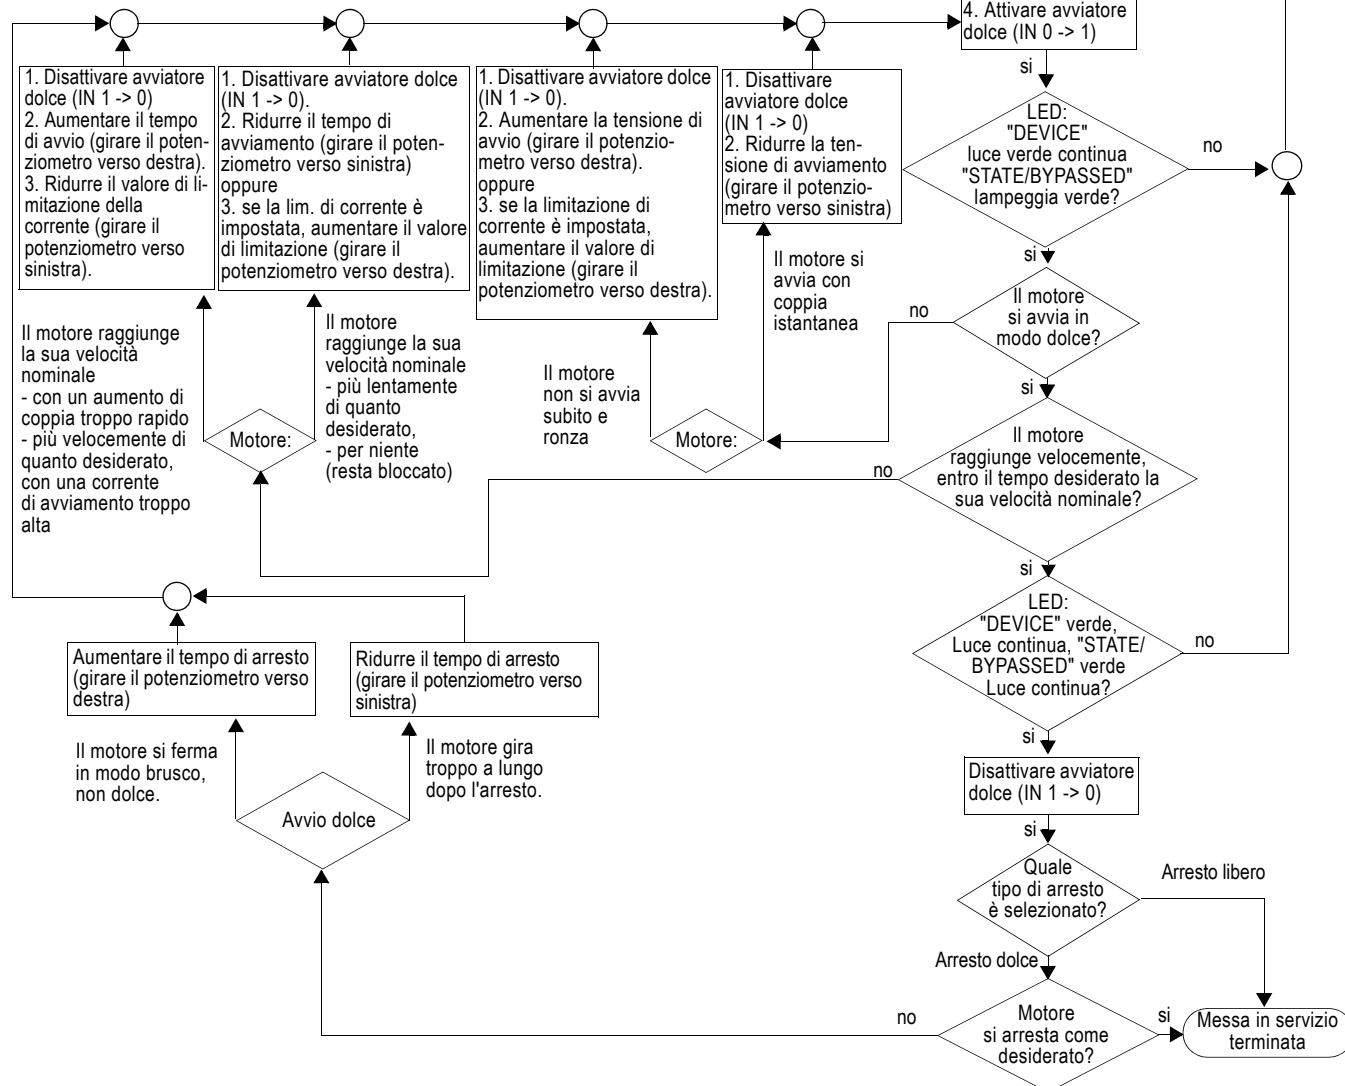 4. Attivare avviatore
dolce (IN 0 -> 1)
si
1. Disattivare avviatore
dolce (IN 1 -> 0)
2. Aumentare il tempo
di avvio (girare il poten-
ziometro verso destra).
3. Ridurre il valore di li-
mitazione della
corrente (girare il
potenziometro verso
sinistra).
1. Disattivare avviatore dolce
(IN 1 -> 0).
2. Ridurre il tempo di
avviamento (girare il poten-
ziometro verso sinistra)
oppure
3. se la lim. di corrente è
impostata, aumentare il valore
di limitazione (girare il
potenziometro verso destra).
1. Disattivare avviatore dolce
(IN 1 -> 0).
2. Aumentare la tensione di
avvio (girare il potenzio-
metro verso destra).
oppure
3. se la limitazione di
corrente è impostata,
aumentare il valore di
limitazione (girare il
potenziometro verso destra).
1. Disattivare
avviatore dolce
(IN 1 -> 0)
2. Ridurre la ten-
sione di avviamento
(girare il potenzio-
metro verso sinistra)
LED:
"DEVICE"
luce verde continua
"STATE/BYPASSED"
lampeggia verde?
no
si
Il motore
si avvia in
modo dolce?
no
si
Il motore raggiunge
la sua velocità
nominale
- con un aumento di
coppia troppo rapido
- più velocemente di
quanto desiderato,
con una corrente
di avviamento troppo
alta
Motore:
Il motore
raggiunge la sua
velocità nominale
- più lentamente
di quanto
desiderato,
- per niente
(resta bloccato)
Il motore
non si avvia
subito e
ronza
Motore:
Il motore si
avvia con
coppia
istantanea
Il motore
raggiunge velocemente,
entro il tempo desiderato la
sua velocità nominale?
no
si
LED:
"DEVICE" verde,
Luce continua, "STATE/
BYPASSED" verde
Luce continua?
no
si
Aumentare il tempo di arresto
(girare il potenziometro verso
destra)
Ridurre il tempo di arresto
(girare il potenziometro verso
sinistra)
Il motore si ferma
in modo brusco,
non dolce.
Il motore gira
troppo a lungo
dopo l'arresto.
Avvio dolce
Disattivare avviatore
dolce (IN 1 -> 0)
si
Quale
tipo di arresto
è selezionato?
Arresto libero
Arresto dolce
Motore
si arresta come
desiderato?
no
si
Messa in servizio
terminata